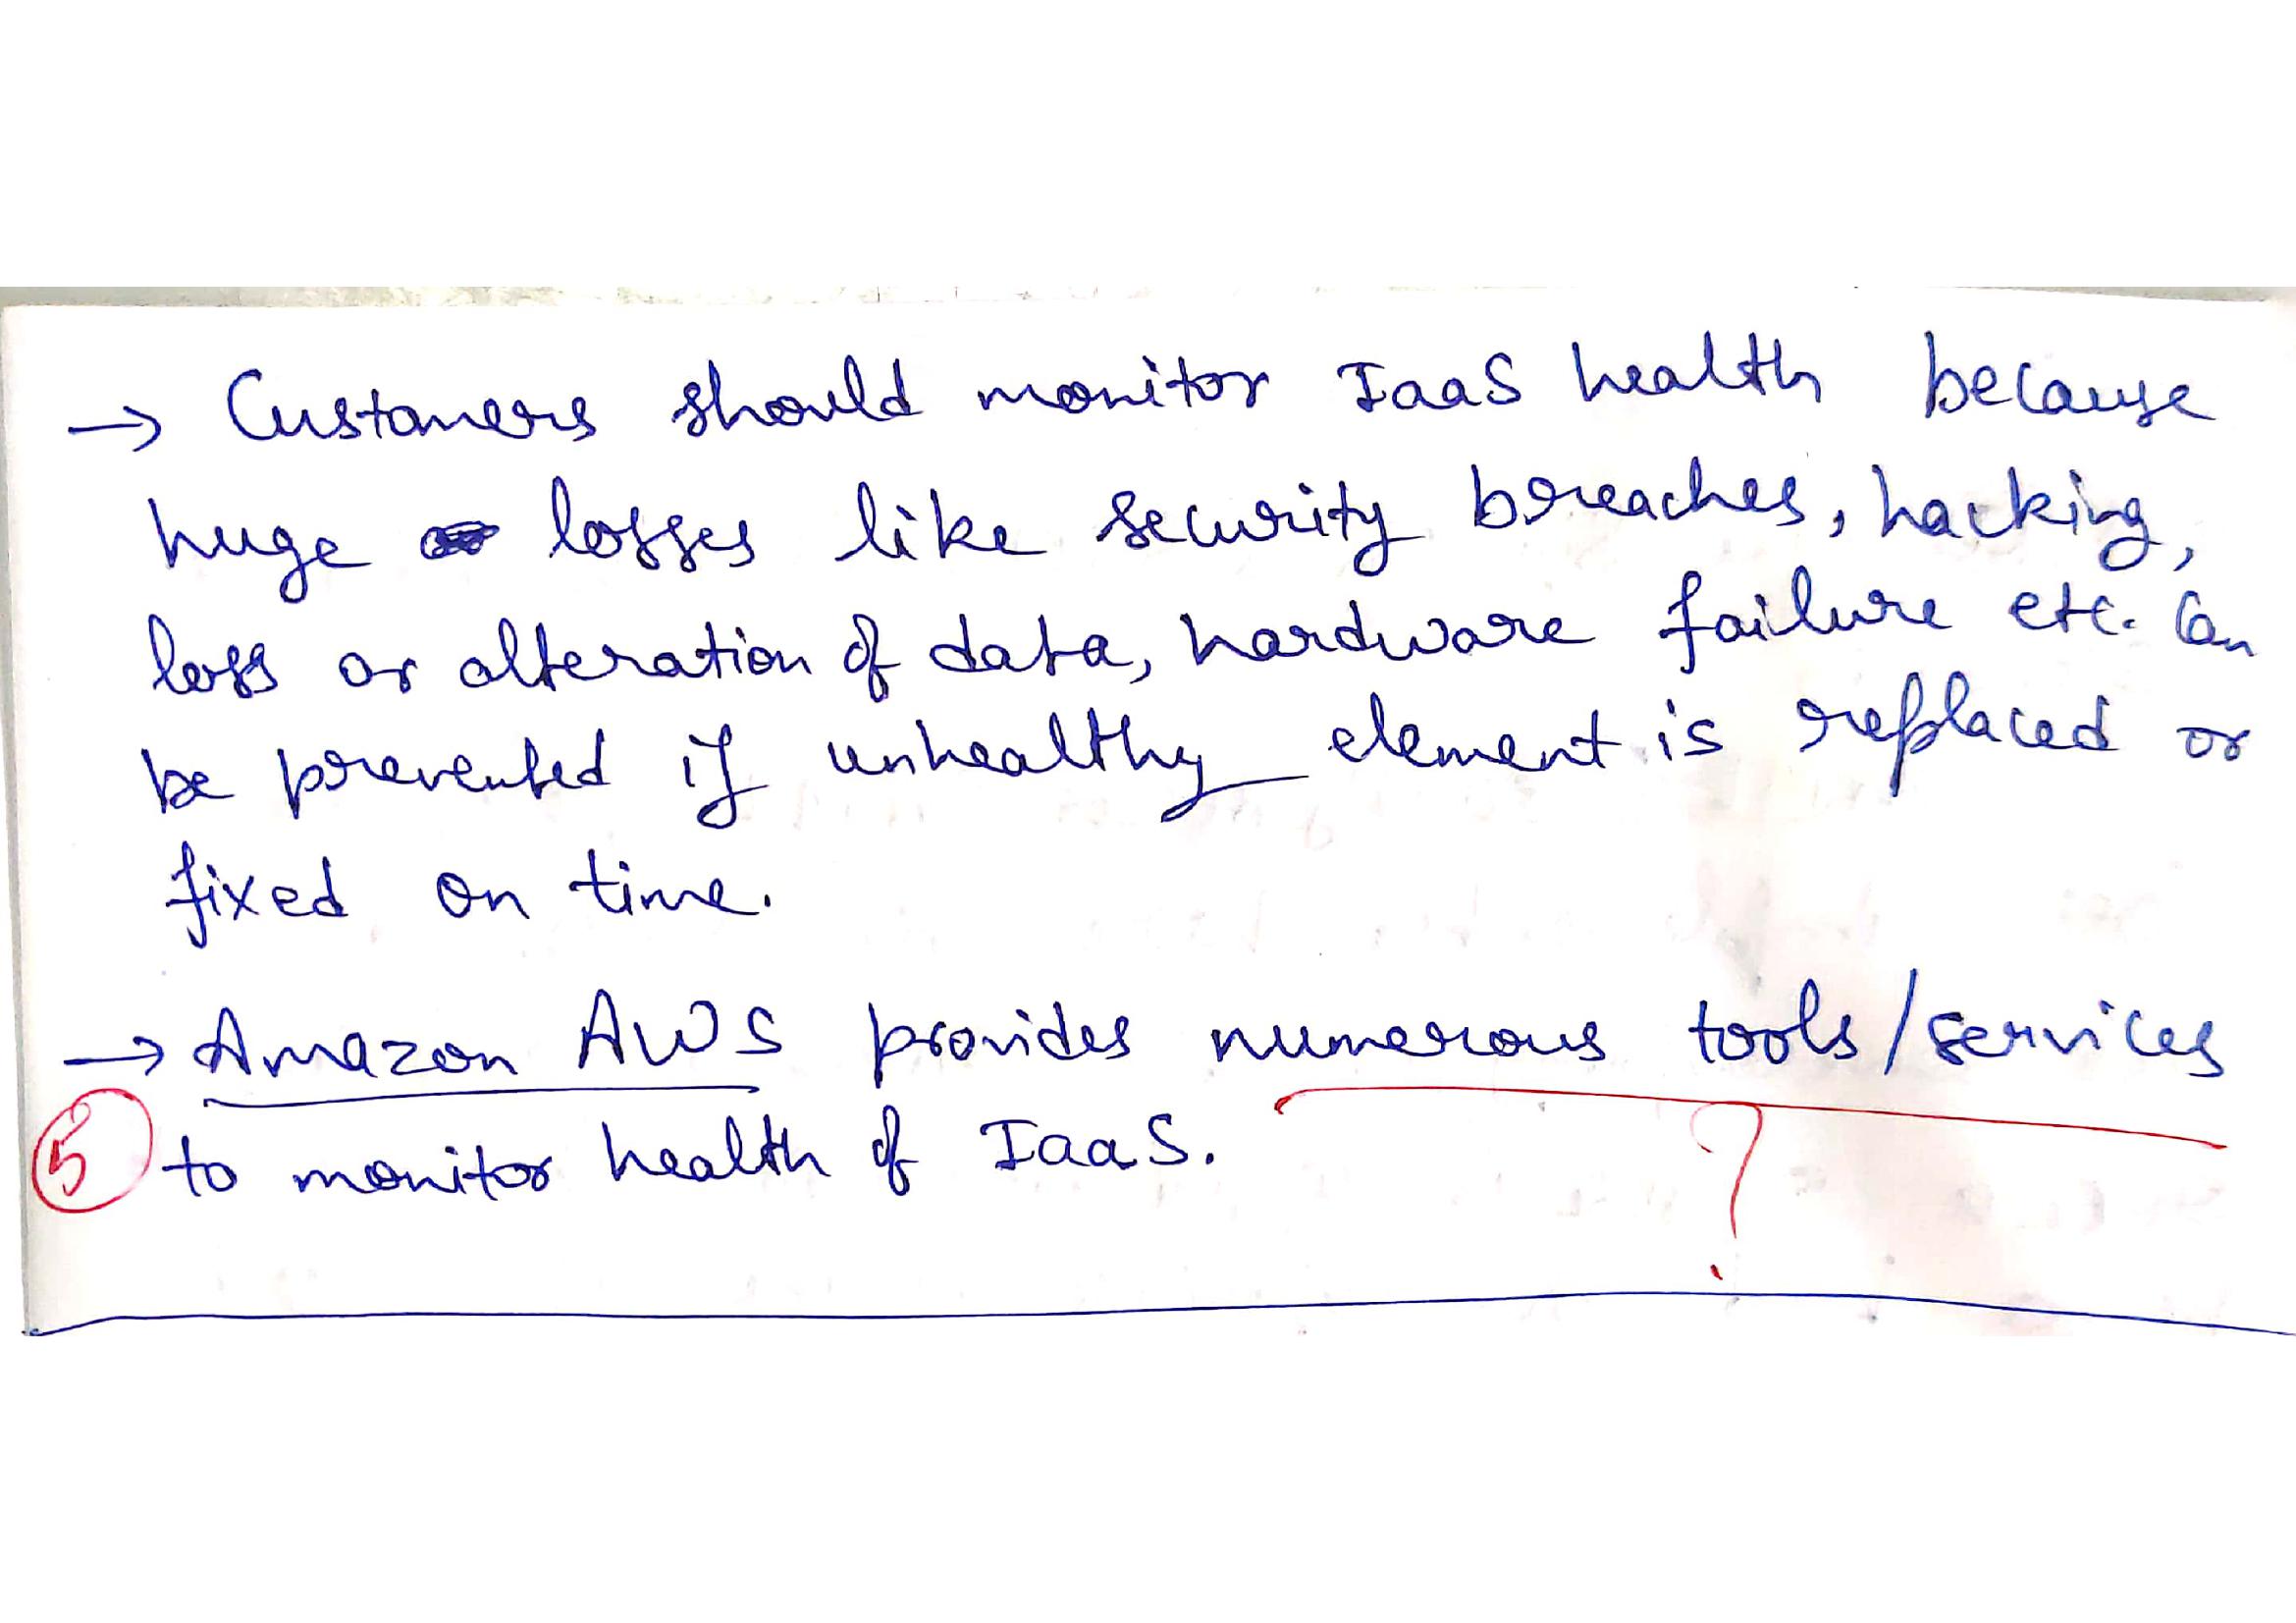 → Customers should monitor IaaS health because
huge losses like security breaches, hacking,
loss or alteration of data, hardware failure etc. can
be prevented if unhealthy element is replaced or
fixed on time.
→ Amazon AWS provides numerous tools/services
5 to monitor health of IaaS.
?